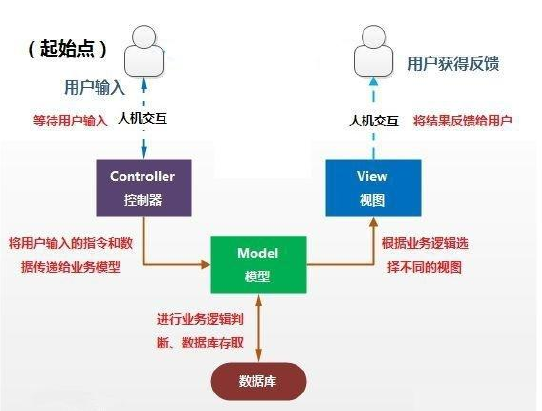 （起始点）
用户输入
用户获得反馈
等待用户输入
人机交互
人机交互
将结果反馈给用户
Controller
控制器
View
视图
将用户输入的指令和数
据传递给业务模型
Model
模型
根据业务逻辑选
择不同的视图
进行业务逻辑判
断、数据库存取
数据库